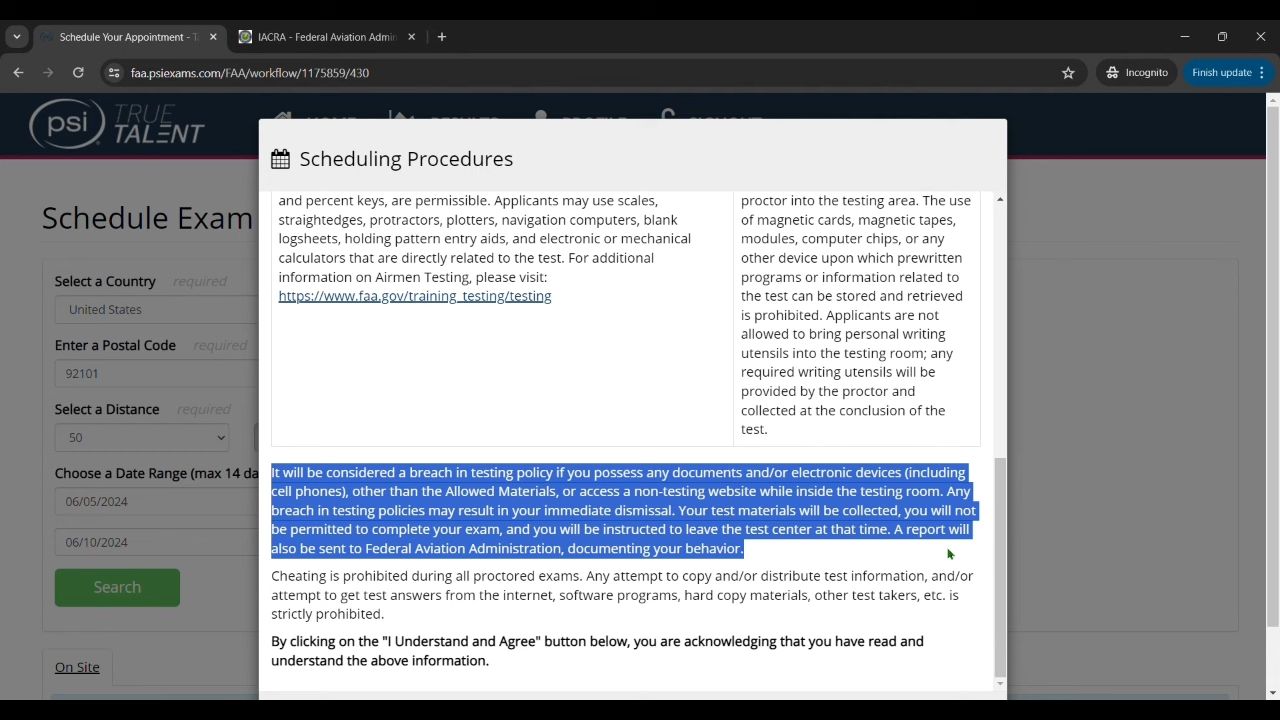 Schedule Your Appointment - T
IACRA - Federal Aviation Admin
faa.psiexams.com/FAA/workflow/1175859/430
Incognito
Finish update
psi TRUE TALENT
Scheduling Procedures
Schedule Exam
Select a Country required
United States
Enter a Postal Code required
92101
Select a Distance required
50
Choose a Date Range (max 14 da
06/05/2024
06/10/2024
Search
On Site
and percent keys, are permissible. Applicants may use scales,
straightedges, protractors, plotters, navigation computers, blank
logsheets, holding pattern entry aids, and electronic or mechanical
calculators that are directly related to the test. For additional
information on Airmen Testing, please visit:
https://www.faa.gov/training_testing/testing
proctor into the testing area. The use
of magnetic cards, magnetic tapes,
modules, computer chips, or any
other device upon which prewritten
programs or information related to
the test can be stored and retrieved
is prohibited. Applicants are not
allowed to bring personal writing
utensils into the testing room; any
required writing utensils will be
provided by the proctor and
collected at the conclusion of the
test.
It will be considered a breach in testing policy if you possess any documents and/or electronic devices (including
cell phones), other than the Allowed Materials, or access a non-testing website while inside the testing room. Any
breach in testing policies may result in your immediate dismissal. Your test materials will be collected, you will not
be permitted to complete your exam, and you will be instructed to leave the test center at that time. A report will
also be sent to Federal Aviation Administration, documenting your behavior.
Cheating is prohibited during all proctored exams. Any attempt to copy and/or distribute test information, and/or
attempt to get test answers from the internet, software programs, hard copy materials, other test takers, etc. is
strictly prohibited.
By clicking on the "I Understand and Agree" button below, you are acknowledging that you have read and
understand the above information.